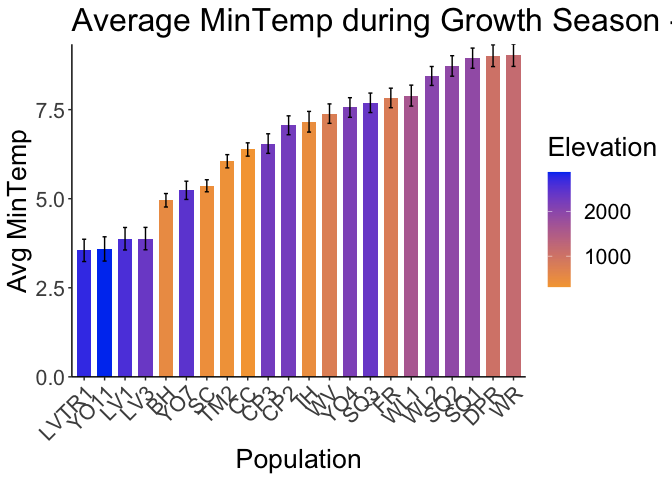 Average MinTemp during Growth Season -
Avg MinTemp
7.5
5.0
2.5
0.0
LVTR1
YO11
LV1
LV3
BH
YO7
SC
TM2
CC
CP3
CP2
IH
WV
YO4
SQ3
FR
WL1
WL2
SQ2
SQ1
DPR
WR
Population
Elevation
2000
1000